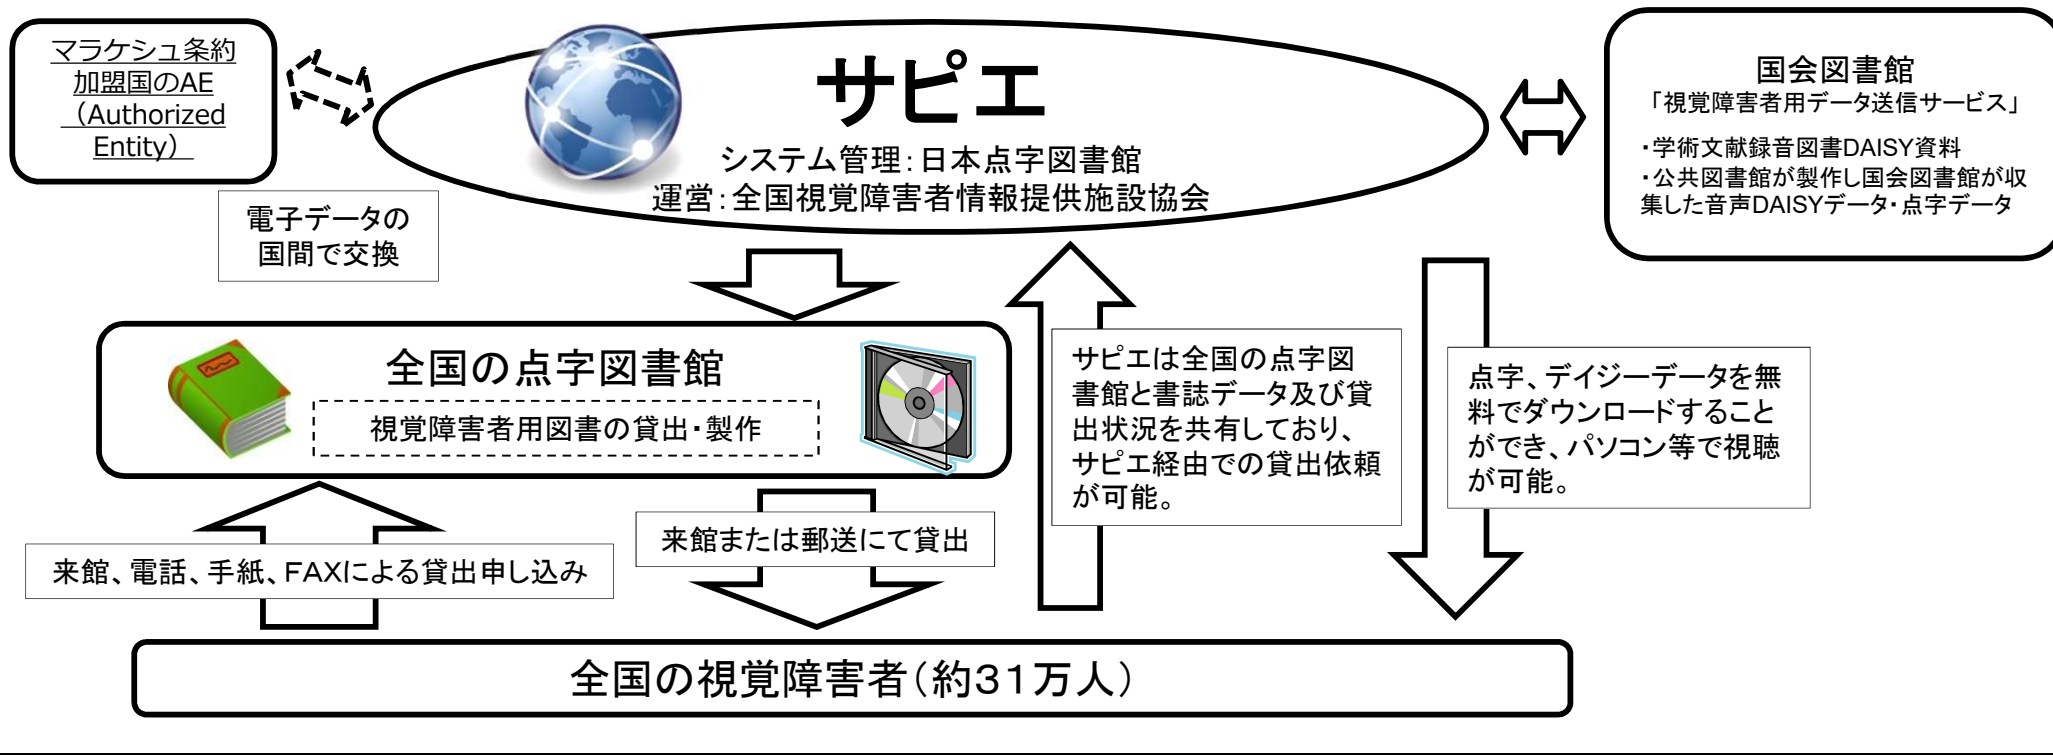 マラケシュ条約
加盟国のAE
（Authorized
Entity）
サピエ
システム管理：日本点字図書館
運営：全国視覚障害者情報提供施設協会
国会図書館
「視覚障害者用データ送信サービス」
・学術文献録音図書DAISY資料
・公共図書館が製作し国会図書館が収
集した音声DAISYデータ・点字データ
電子データの
国間で交換
全国の点字図書館
視覚障害者用図書の貸出・製作
サピエは全国の点字図
書館と書誌データ及び貸
出状況を共有しており、
サピエ経由での貸出依頼
が可能。
点字、デイジーデータを無
料でダウンロードすること
ができ、パソコン等で視聴
が可能。
来館、電話、手紙、ＦＡＸによる貸出申し込み
来館または郵送にて貸出
全国の視覚障害者（約３１万人）